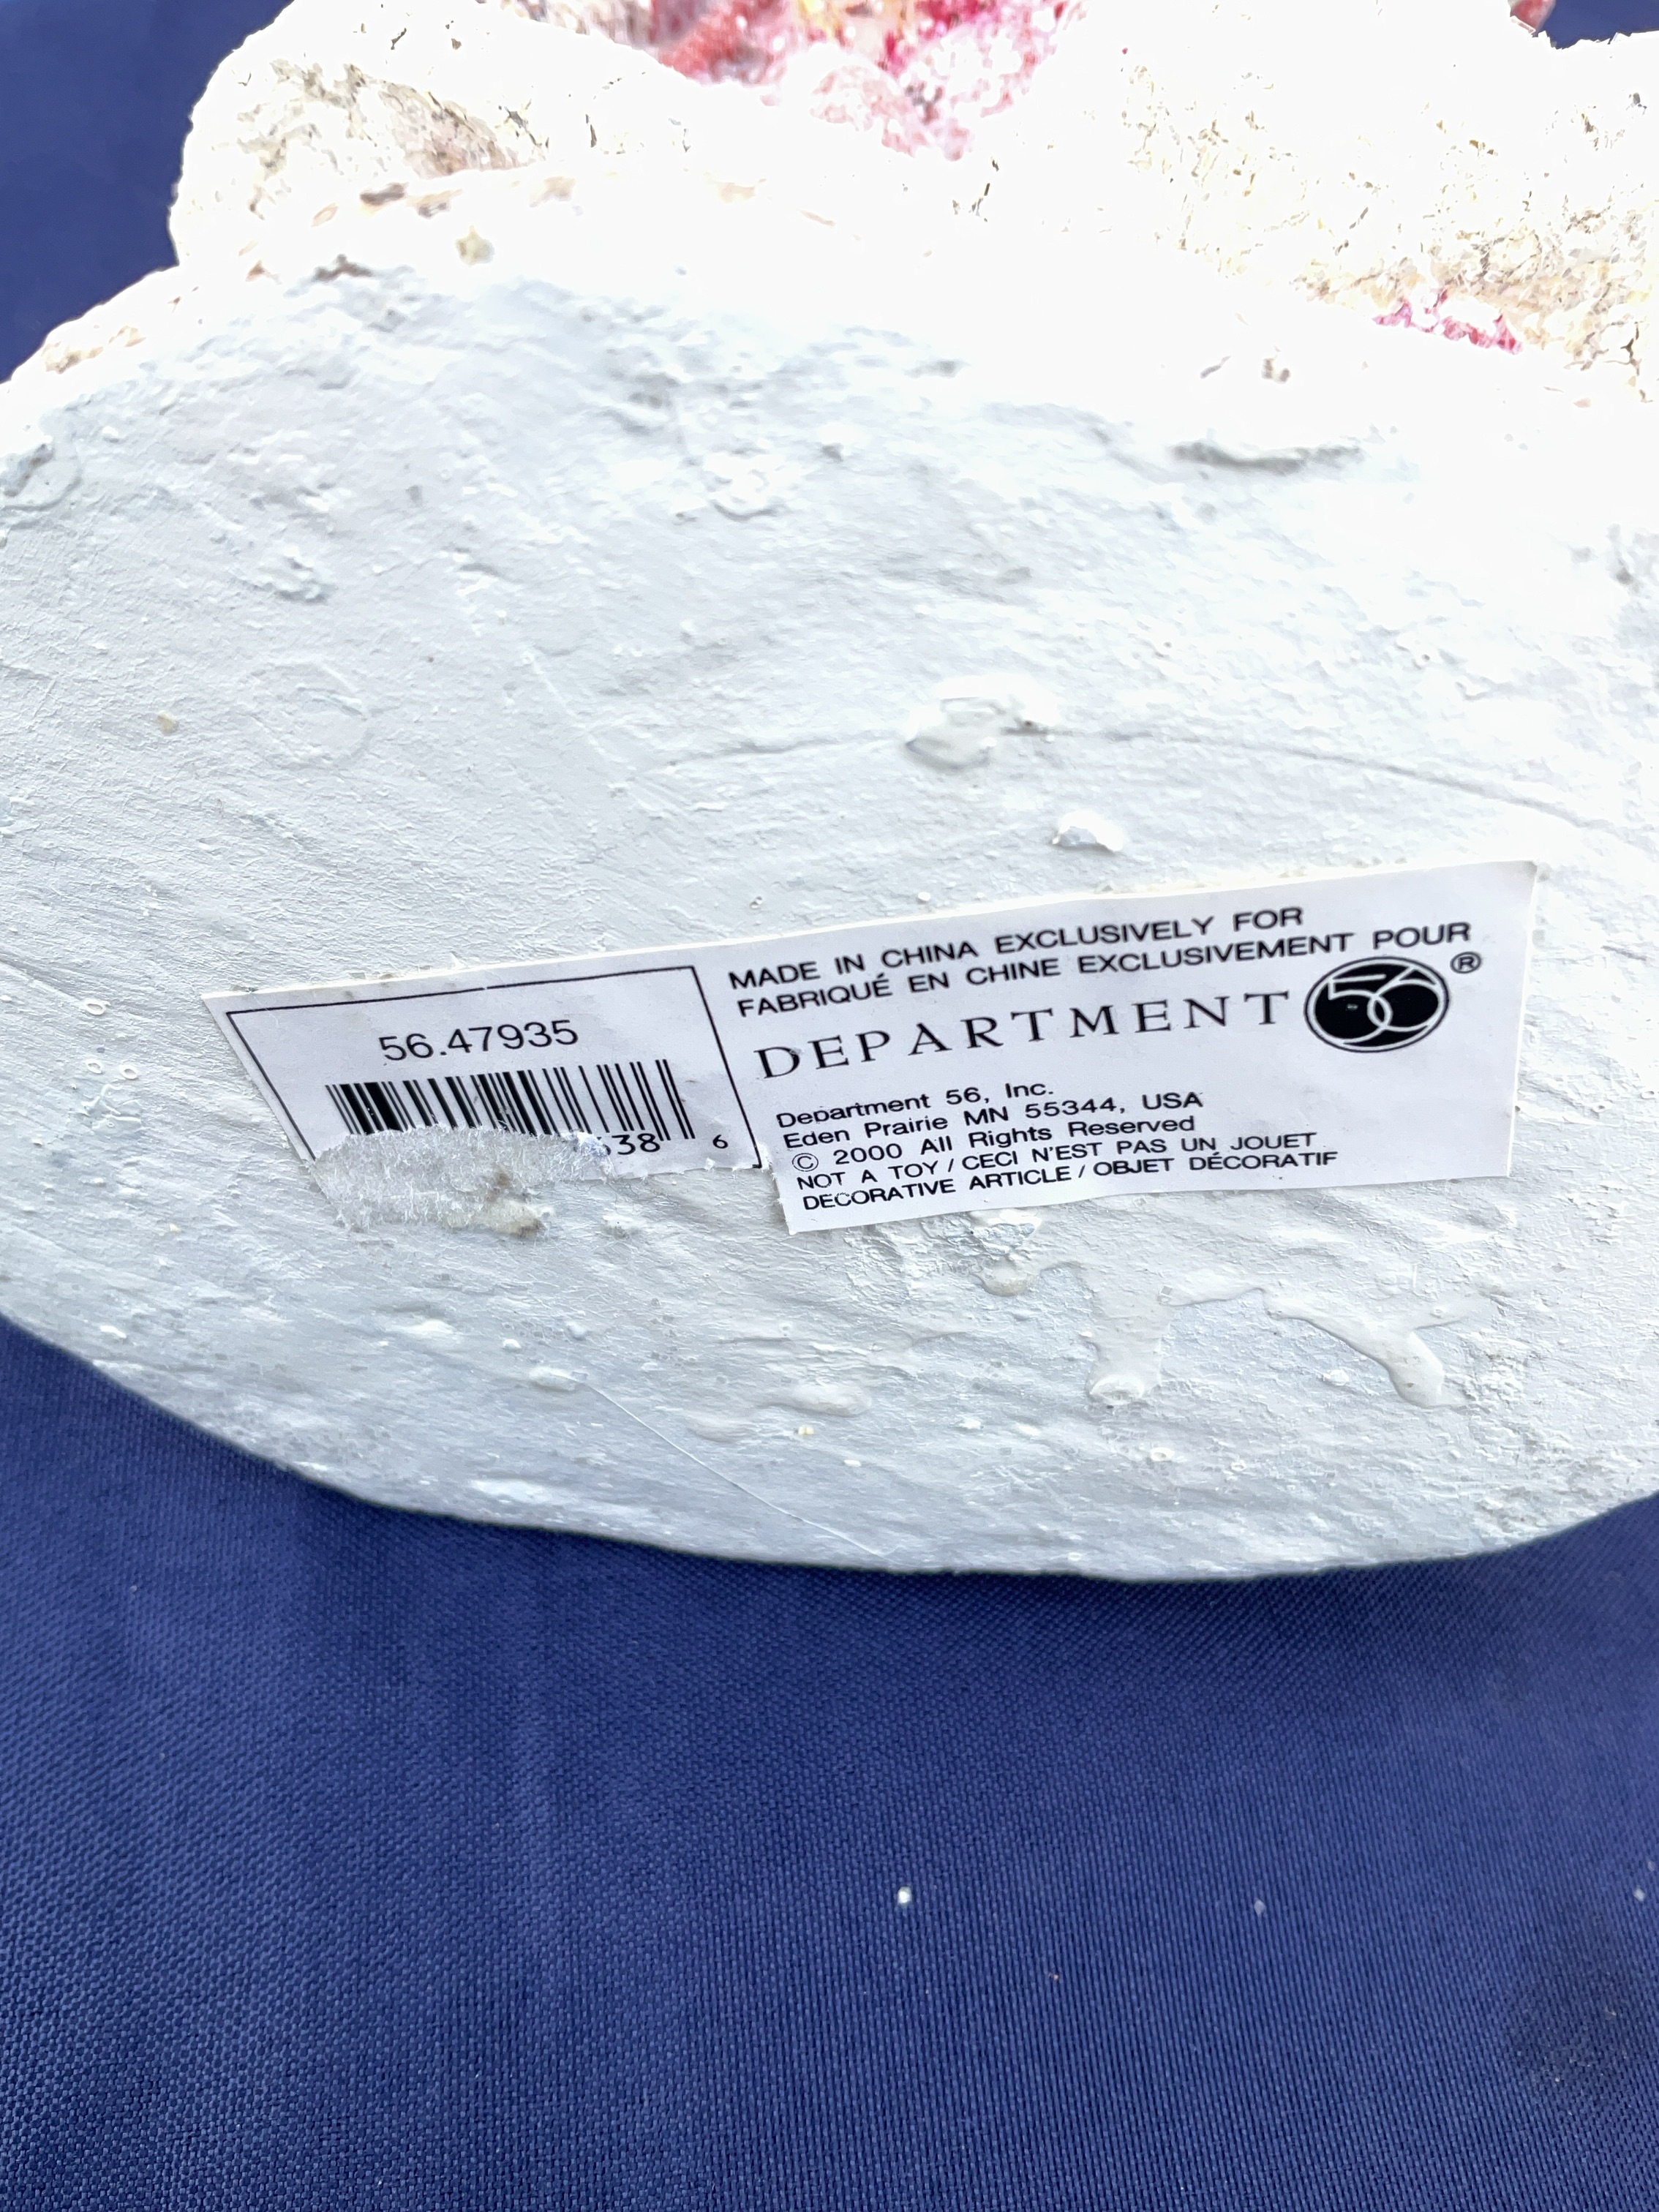 56.47935
38 6
MADE IN CHINA EXCLUSIVELY FOR
FABRIQUÉ EN CHINE EXCLUSIVEMENT POUR
DEPARTMENT 56 ®
Department 56, Inc.
Eden Prairie MN 55344, USA
© 2000 All Rights Reserved
NOT A TOY / CECI N'EST PAS UN JOUET
DECORATIVE ARTICLE / OBJET DÉCORATIF